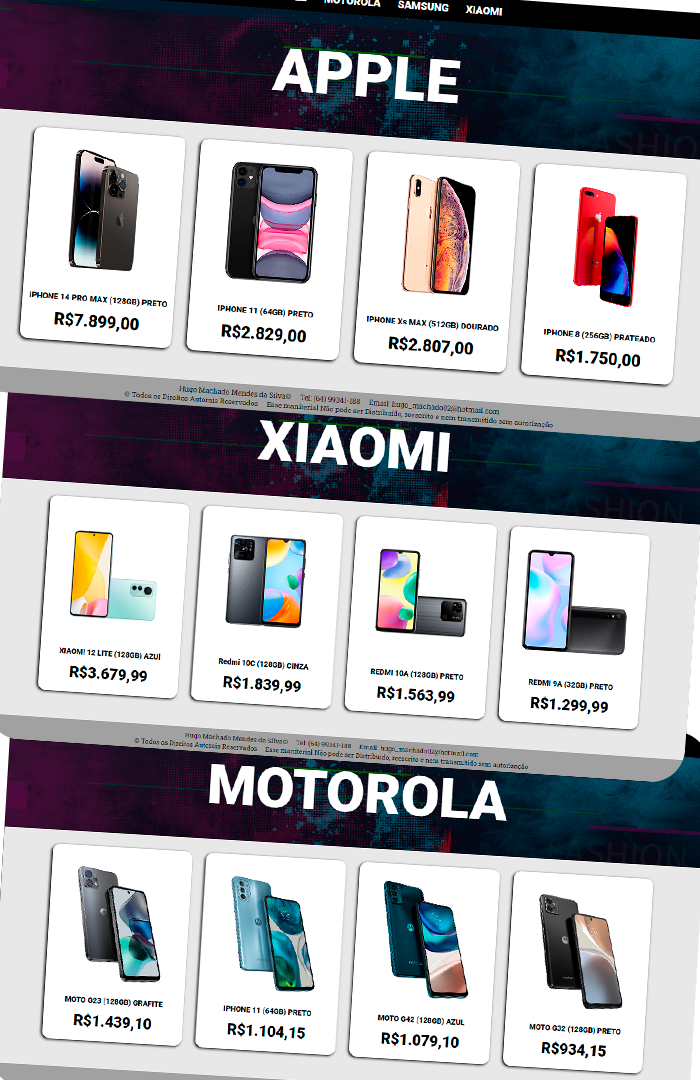 MOTOROLA SAMSUNG XIAOMI
APPLE
FASHION
IPHONE 14 PRO MAX (128GB) PRETO
R$7.899,00
IPHONE 11 (64GB) PRETO
R$2.829,00
IPHONE Xs MAX (512GB) DOURADO
R$2.807,00
IPHONE 8 (256GB) PRATEADO
R$1.750,00
Hugo Machado Mendes da Silva© Tel: (64) 99341-188 Email: hugo_machado02@hotmail.com
© Todos os Direitos Autorais Reservados Esse maniterial Não pode ser Distribuido, reescrito e nem transmitido sem autorização
XIAOMI
FASHION
XIAOMI 12 LITE (128GB) AZUl
R$3.679,99
Redmi 10C (128GB) CINZA
R$1.839,99
REDMI 10A (128GB) PRETO
R$1.563,99
REDMI 9A (32GB) PRETO
R$1.299,99
Hugo Machado Mendes da Silva© Tel: (64) 99341-188 Email: hugo_machado02@hotmail.com
© Todos os Direitos Autorais Reservados Esse maniterial Não pode ser Distribuido, reescrito e nem transmitido sem autorização
MOTOROLA
FASHION
MOTO G23 (128GB) GRAFITE
R$1.439,10
IPHONE 11 (64GB) PRETO
R$1.104,15
MOTO G42 (128GB) AZUL
R$1.079,10
MOTO G32 (128GB) PRETO
R$934,15